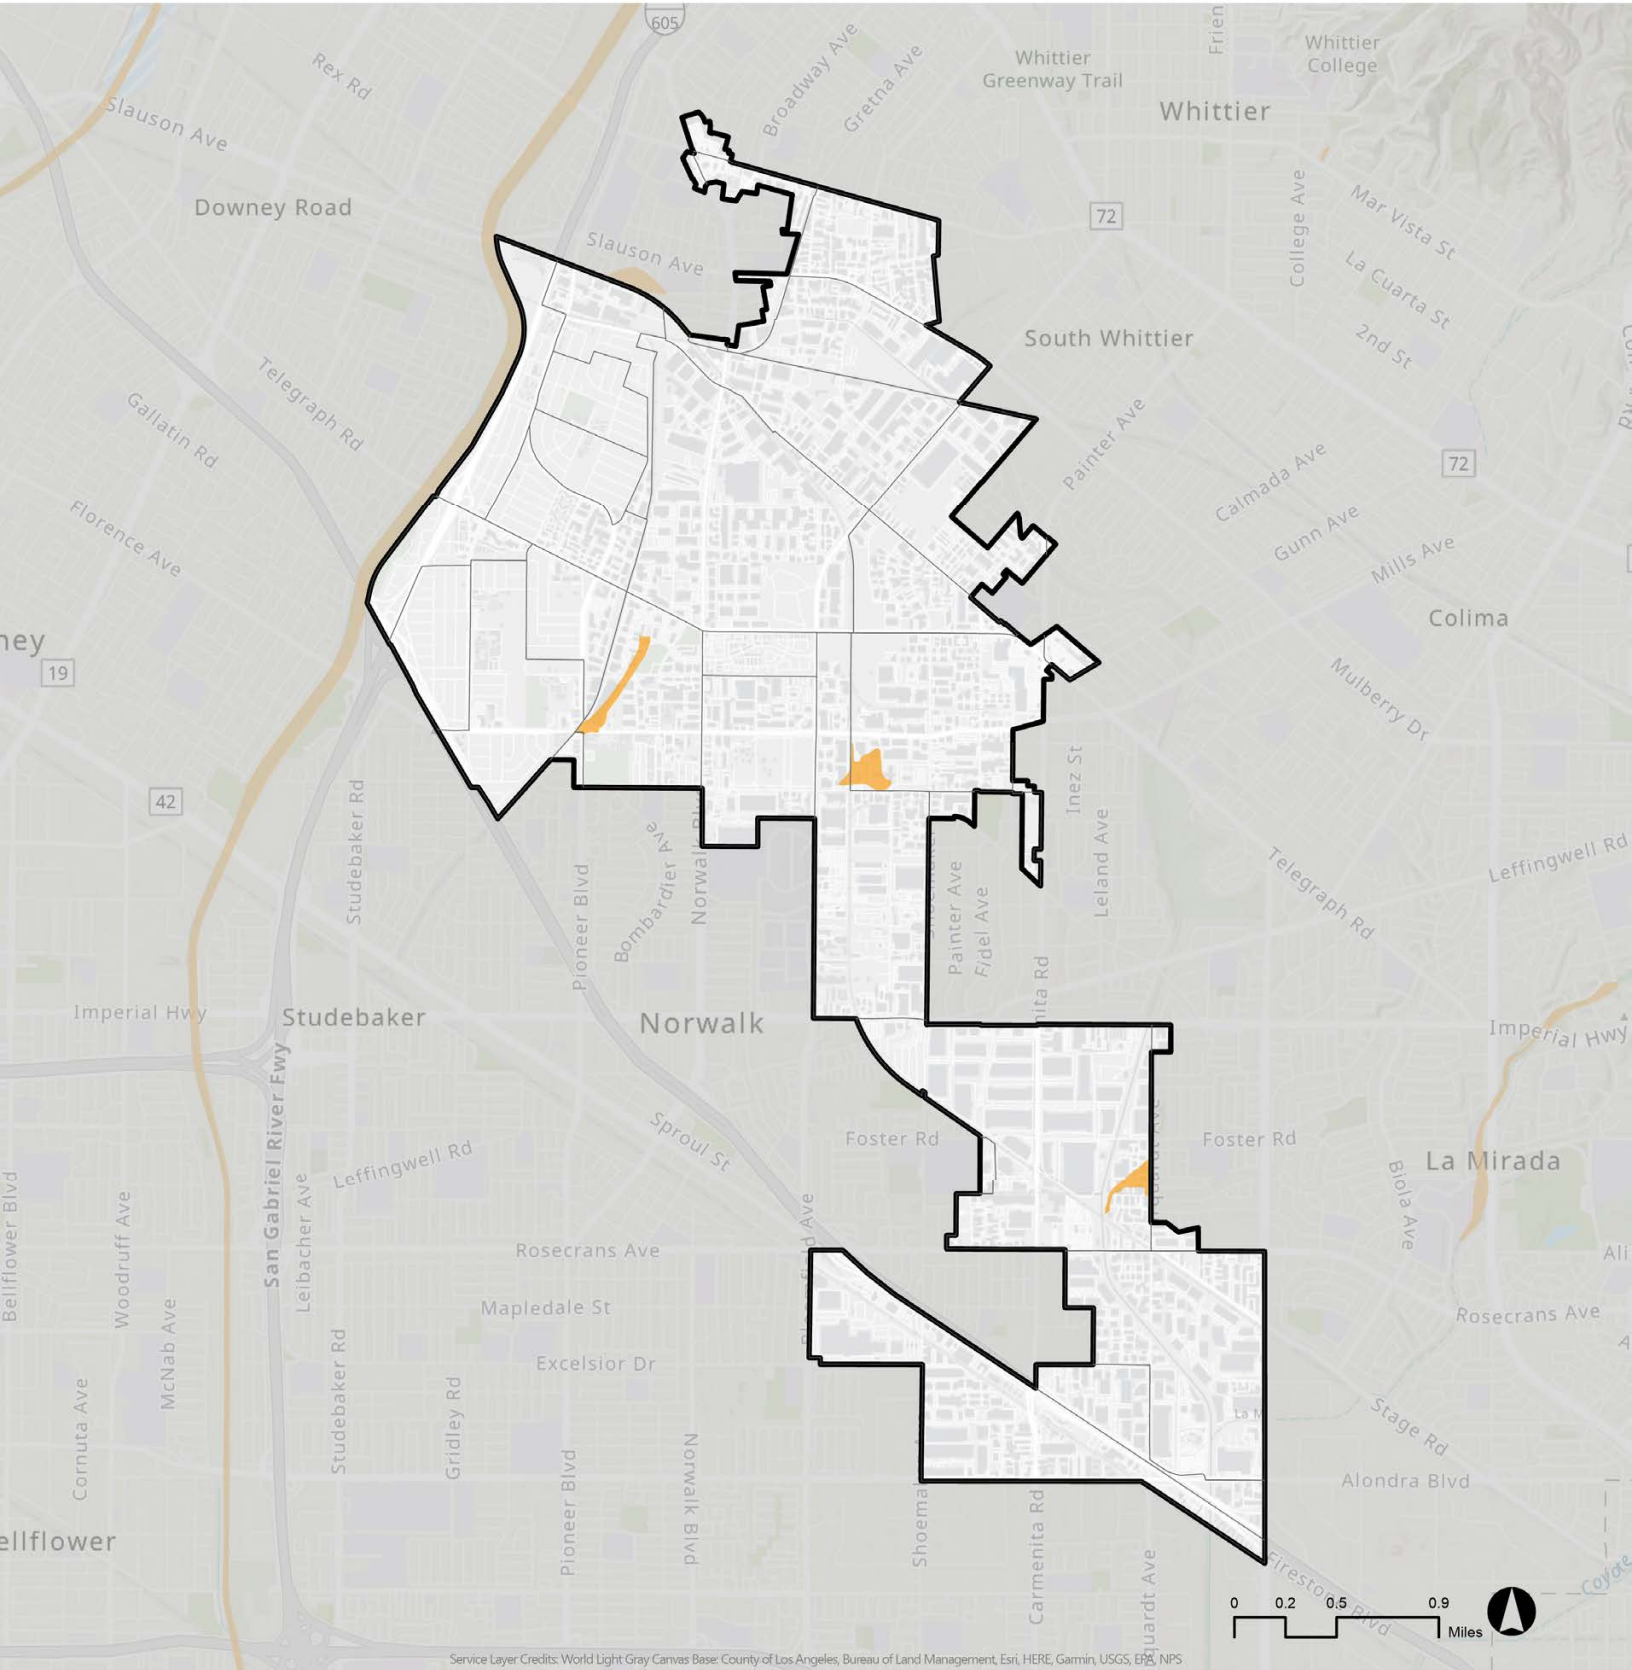 605
Rex Rd
Broadway Ave
Gretna Ave
Whittier
Greenway Trail
Whittier
College
Whittier
Slauson Ave
Downey Road
72
College Ave
Mar Vista St
Slauson Ave
La Cuarta St
2nd St
South Whittier
Telegraph Rd
Gallatin Rd
Painter Ave
Calmada Ave
72
Florence Ave
Gunn Ave
Mills Ave
Colima
19
Mulberry Dr
42
Studebaker Rd
Inez St
Leland Ave
Pioneer Blvd
Bombardier Ave
Painter Ave
Fidel Ave
Telegraph Rd
Leffingwell Rd
Imperial Hwy
Studebaker
Norwalk
Imperial Hwy
San Gabriel River Fwy
Sproul St
Foster Rd
Foster Rd
La Mirada
Leffingwell Rd
Biola Ave
Bellflower Blvd
Woodruff Ave
Leibacher Ave
Rosecrans Ave
Mapledale St
Rosecrans Ave
McNab Ave
Excelsior Dr
Studebaker Rd
Gridley Rd
Cornuta Ave
Stage Rd
Alondra Blvd
Pioneer Blvd
Norwalk Blvd
Carmenita Rd
Firestone Blvd
Coyote
0 0.2 0.5 0.9
Miles
Service Layer Credits: World Light Gray Canvas Base: County of Los Angeles, Bureau of Land Management, Esri, HERE, Garmin, USGS, EPA, NPS